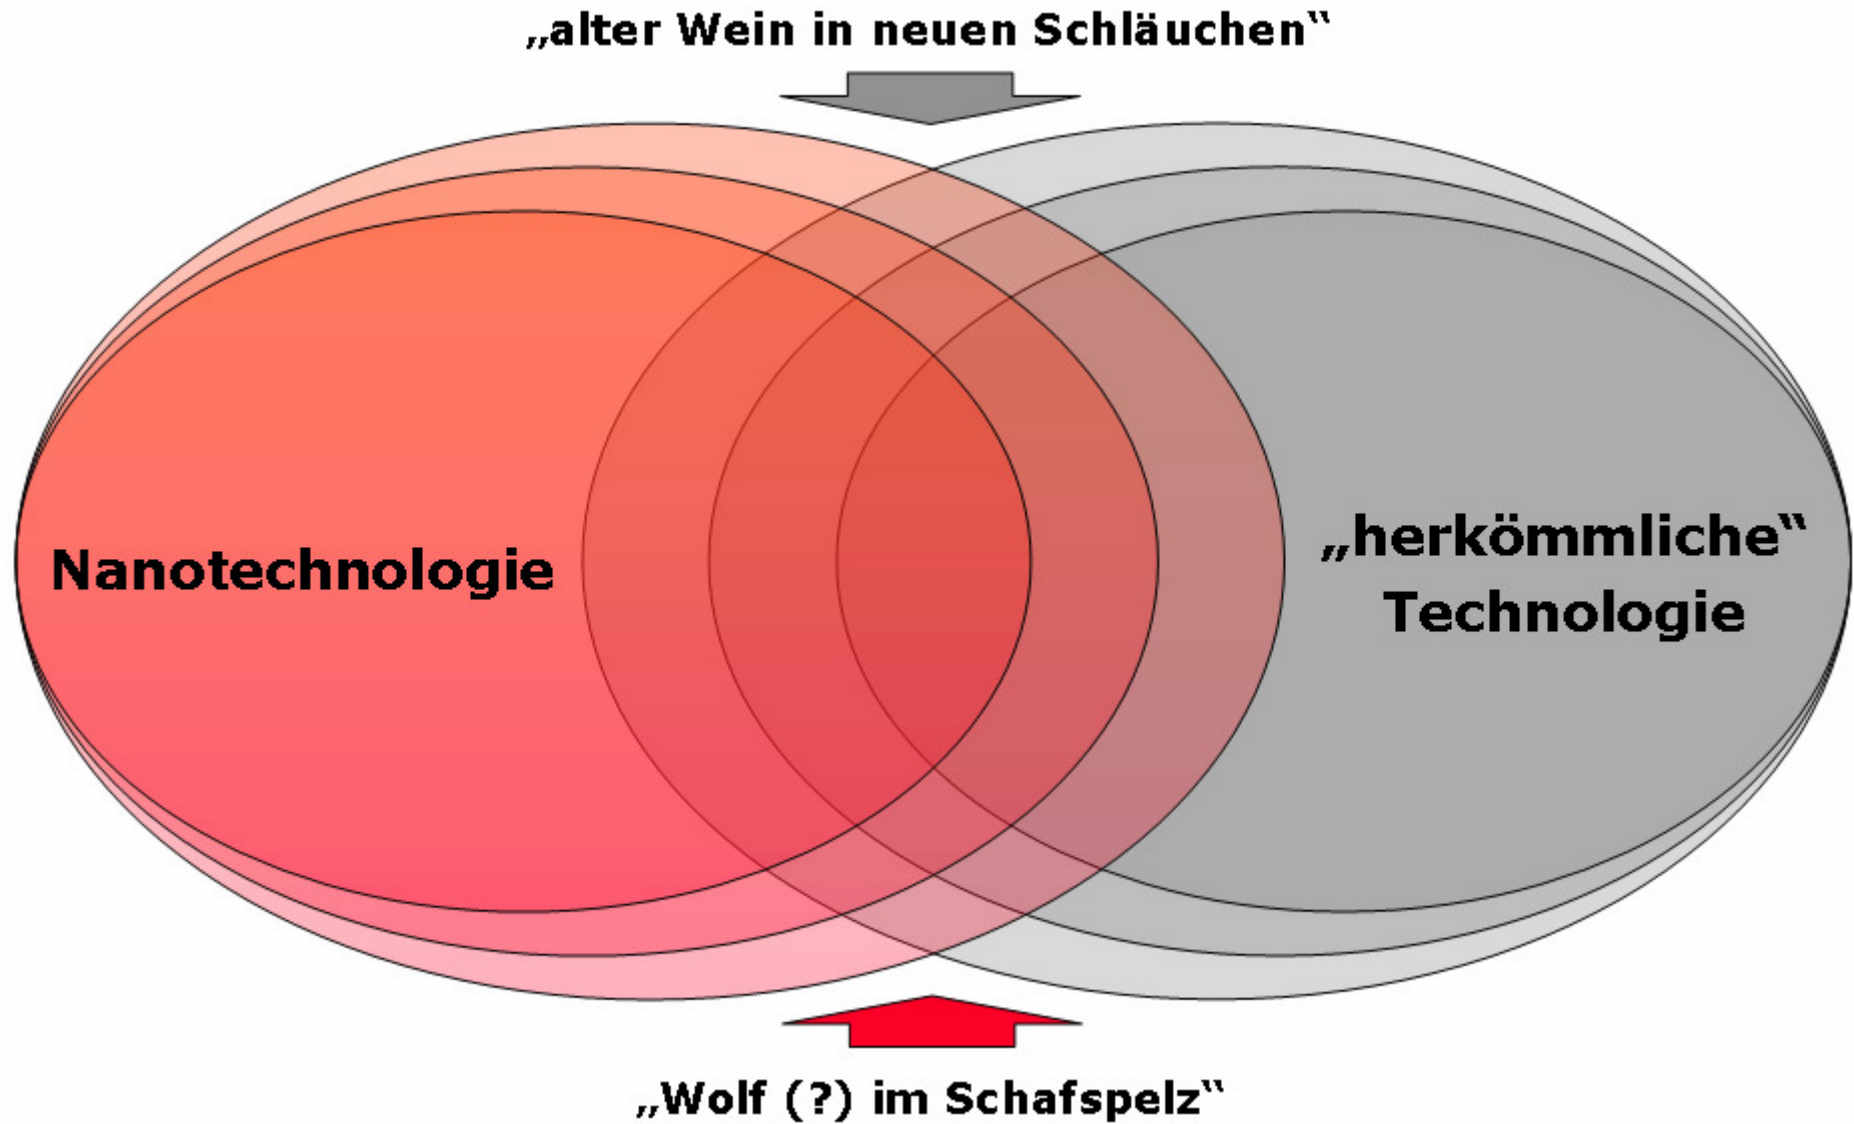 „alter Wein in neuen Schläuchen“
Nanotechnologie
„herkömmliche“
Technologie
„Wolf (?) im Schafspelz“